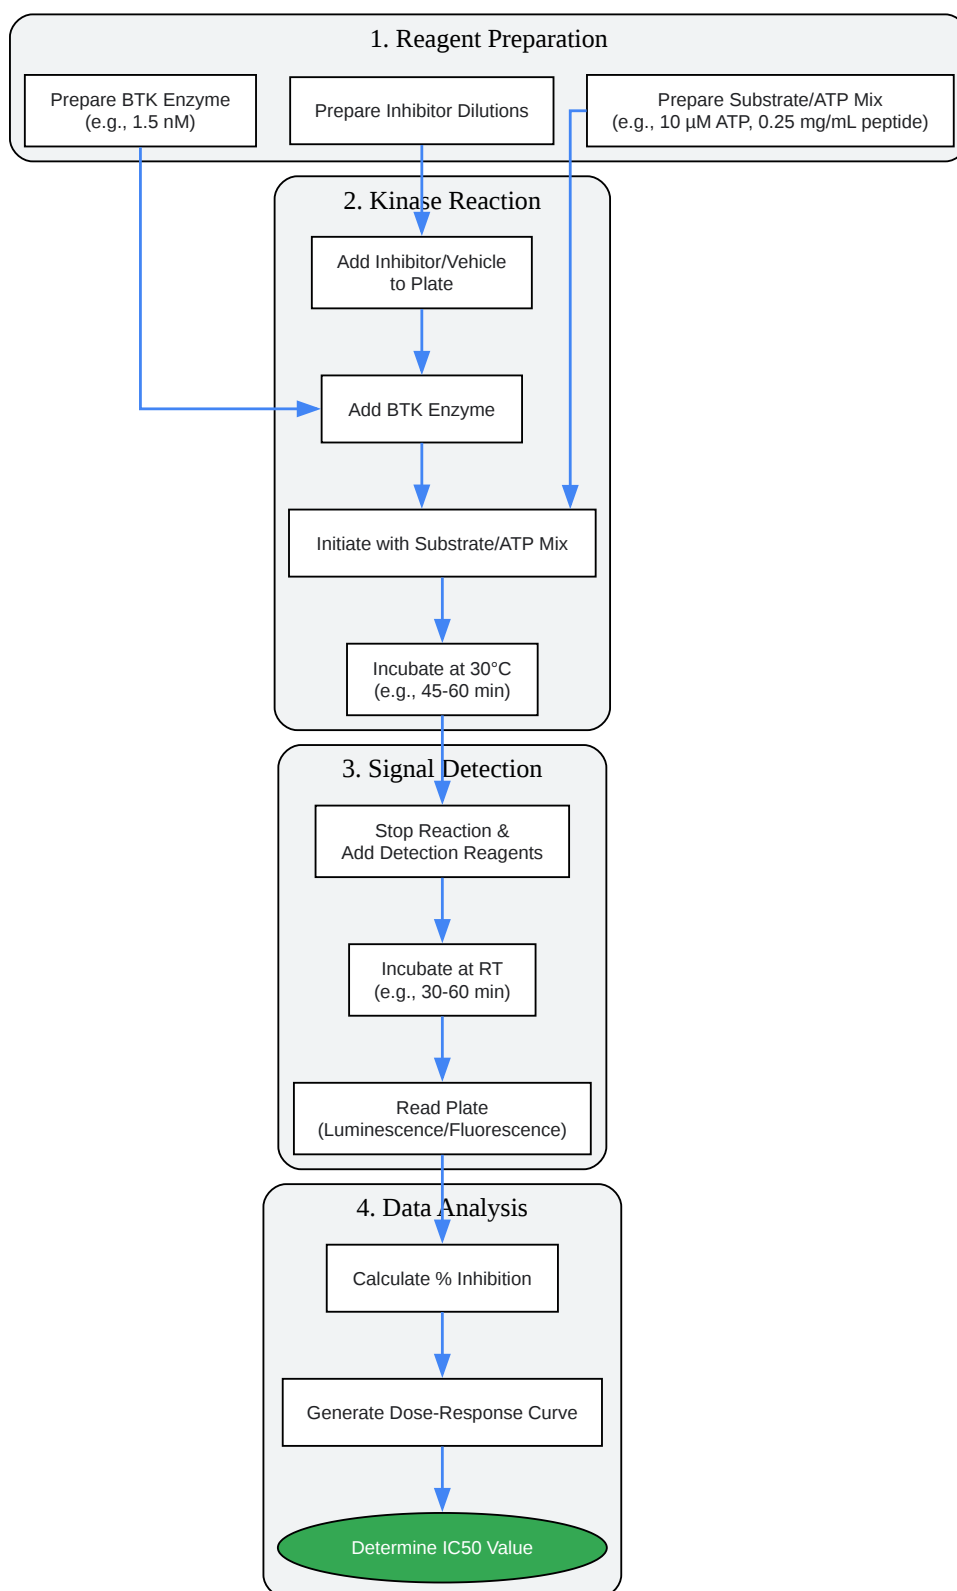 1. Reagent Preparation
Prepare BTK Enzyme
(e.g., 1.5 nM)
Prepare Inhibitor Dilutions
Prepare Substrate/ATP Mix
(e.g., 10 µM ATP, 0.25 mg/mL peptide)
2. Kinase Reaction
Add Inhibitor/Vehicle
to Plate
Add BTK Enzyme
Initiate with Substrate/ATP Mix
Incubate at 30°C
(e.g., 45-60 min)
3. Signal Detection
Stop Reaction &
Add Detection Reagents
Incubate at RT
(e.g., 30-60 min)
Read Plate
(Luminescence/Fluorescence)
4. Data Analysis
Calculate % Inhibition
Generate Dose-Response Curve
Determine IC50 Value